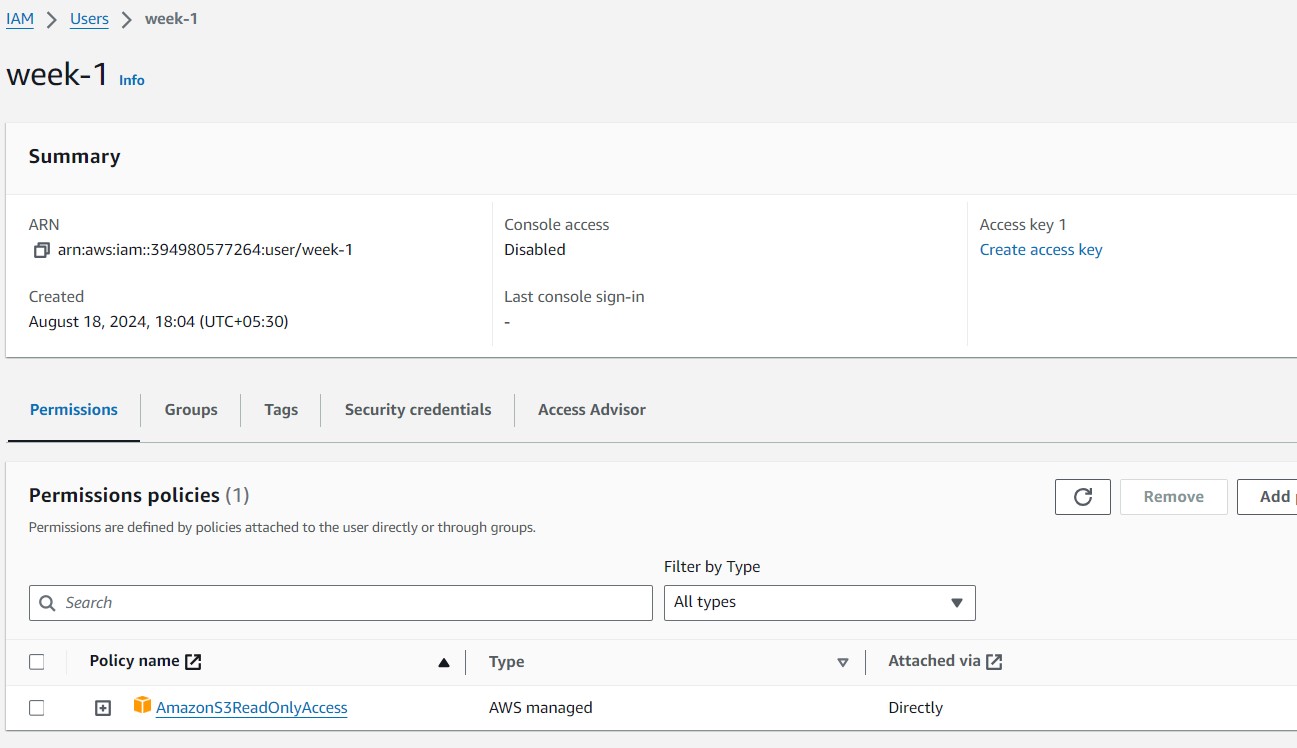 IAM > Users > week-1
week-1 Info
Summary
ARN
arn:aws:iam::394980577264:user/week-1
Created
August 18, 2024, 18:04 (UTC+05:30)
Console access
Disabled
Last console sign-in
-
Access key 1
Create access key
Permissions Groups Tags Security credentials Access Advisor
Permissions policies (1)
Remove Add
Permissions are defined by policies attached to the user directly or through groups.
Filter by Type
Search All types
Policy name Type Attached via
AmazonS3ReadOnlyAccess AWS managed Directly